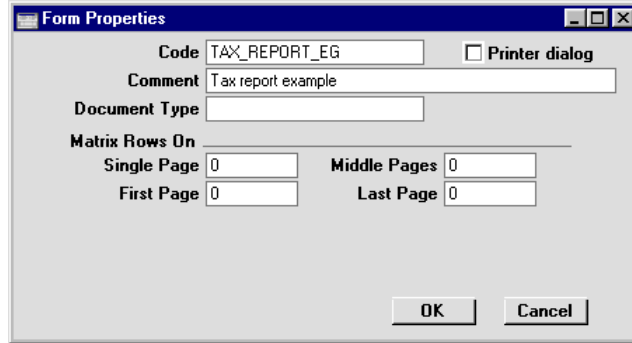 Form Properties
Code TAX_REPORT_EG Printer dialog
Comment Tax report example
Document Type
Matrix Rows On
Single Page 0 Middle Pages 0
First Page 0 Last Page 0
OK Cancel